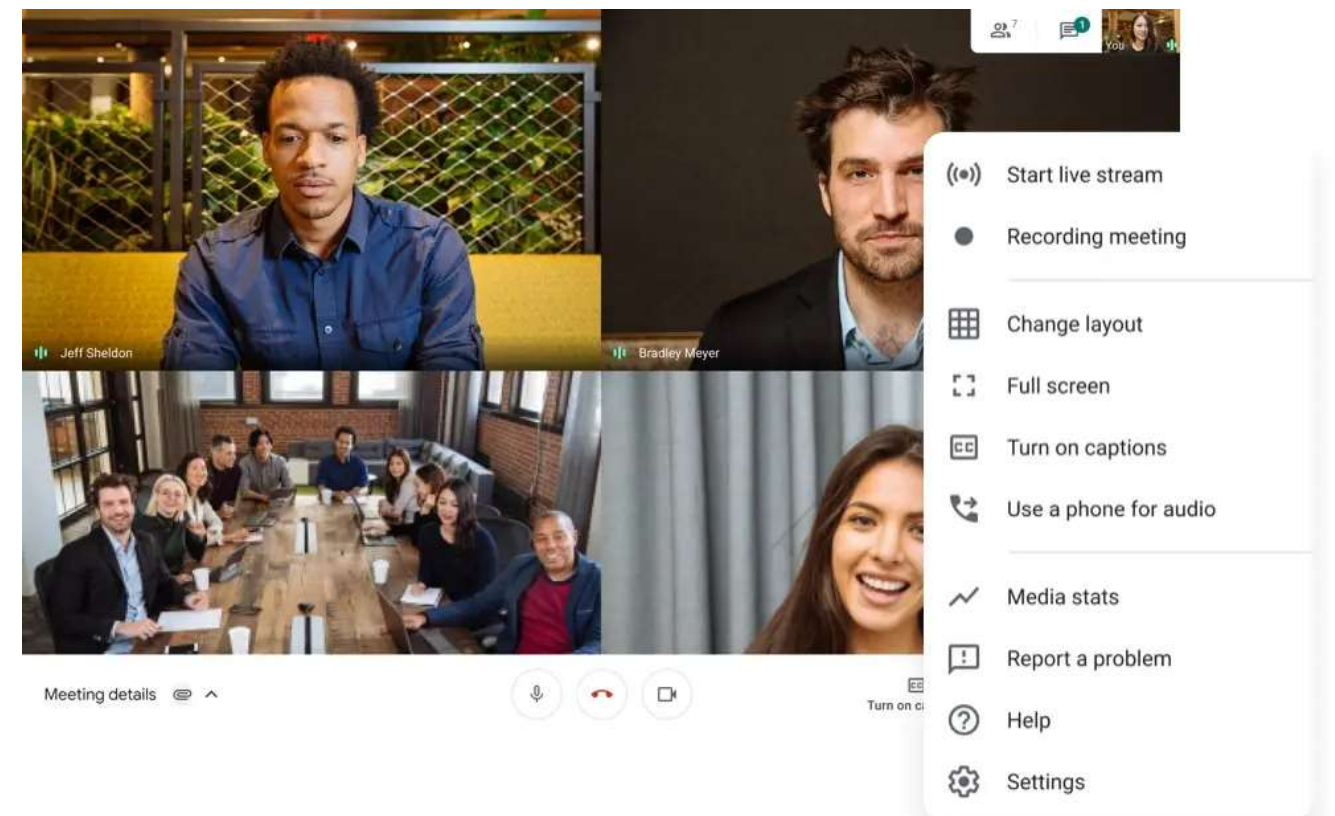 7
1
You
Start live stream
Recording meeting
Change layout
Full screen
Turn on captions
Use a phone for audio
Media stats
Report a problem
Help
Settings
Jeff Sheldon
Bradley Meyer
Meeting details
Turn on